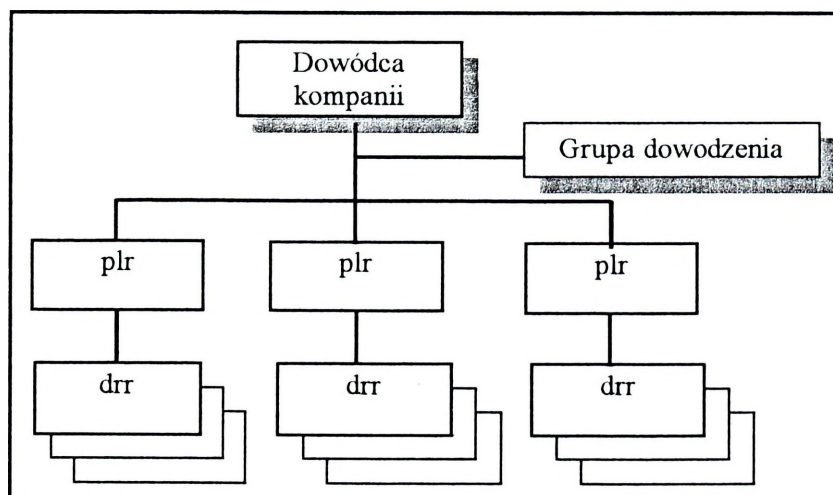 Dowódca
kompanii
Grupa dowodzenia
plr
plr
plr
drr
drr
drr